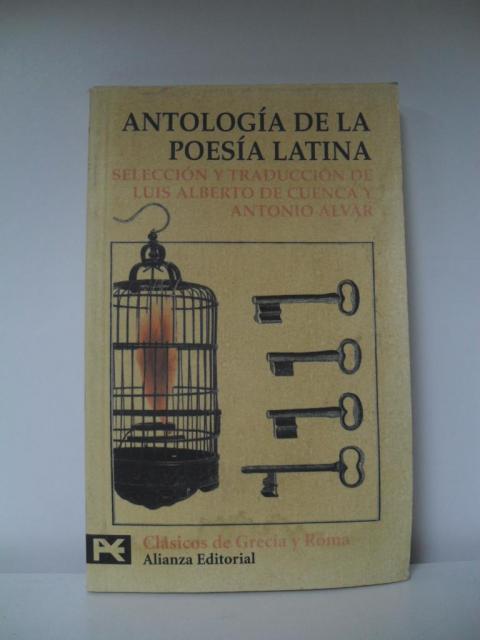 ANTOLOGÍA DE LA
POESÍA LATINA
SELECCIÓN Y TRADUCCIÓN DE
LUIS ALBERTO DE CUENCA Y
ANTONIO ALVAR
Clásicos de Grecia y Roma
Alianza Editorial